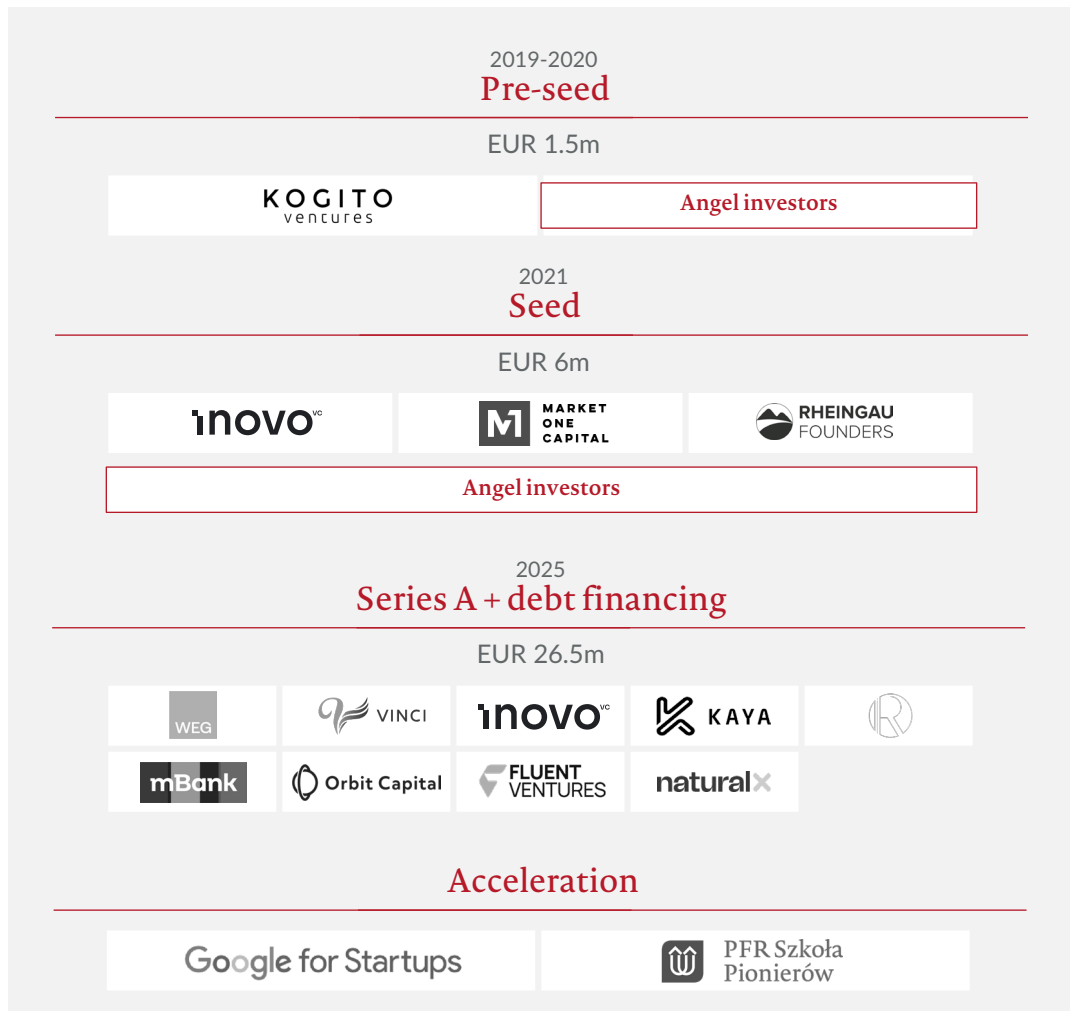 2019-2020
Pre-seed
EUR 1.5m
KOGITO
ventures
Angel investors
2021
Seed
EUR 6m
inovo vc
MARKET
ONE
CAPITAL
RHEINGAU
FOUNDERS
Angel investors
2025
Series A + debt financing
EUR 26.5m
WEG
VINCI
inovo vc
KAYA
R
mBank
Orbit Capital
FLUENT
VENTURES
naturalX
Acceleration
Google for Startups
PFR Szkoła
Pionierów